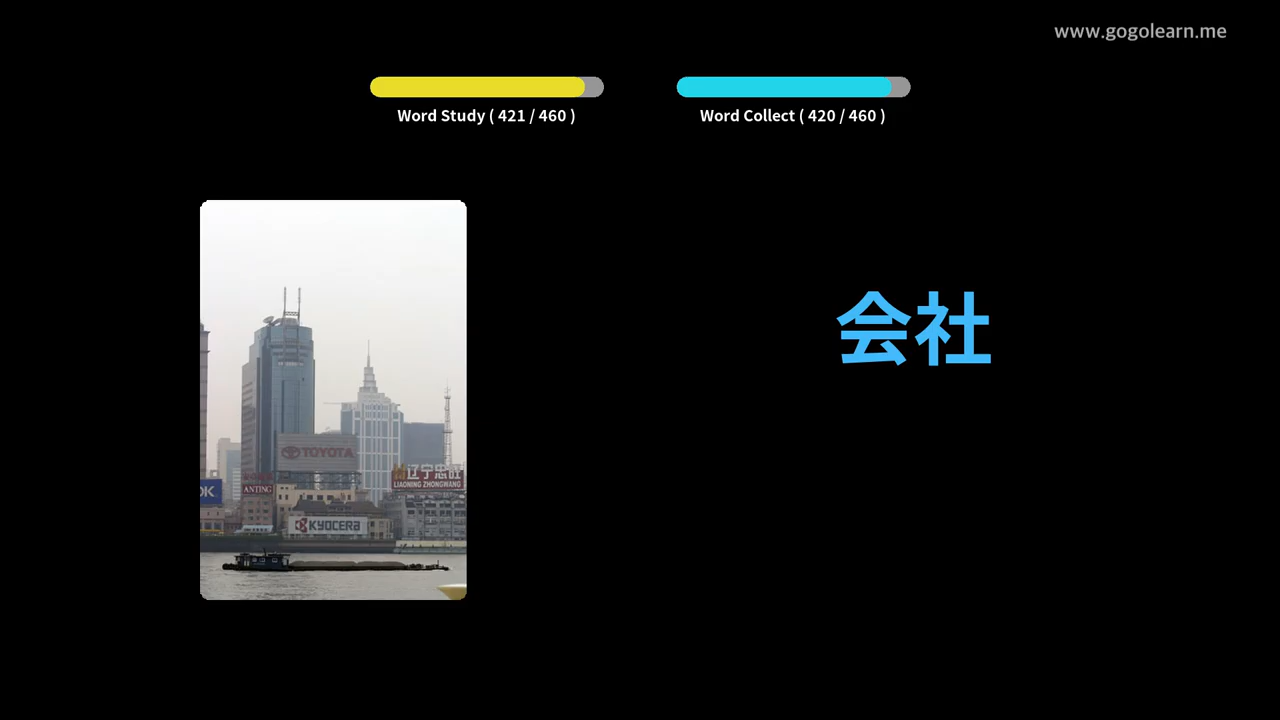 www.gogolearn.me
Word Study ( 421 / 460 )
Word Collect ( 420 / 460 )
会社
TOYOTA
辽宁忠旺
LIAONING ZHONGWANG
OK
ANTING
KYOCERA